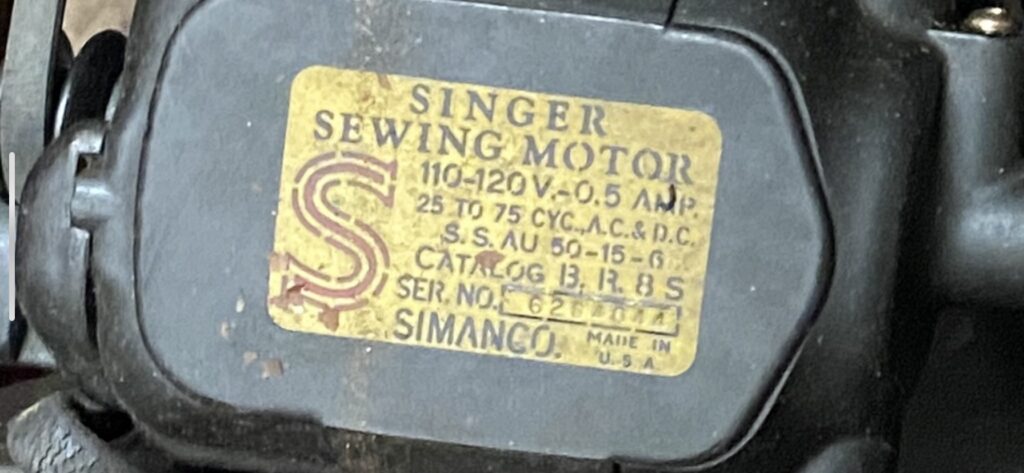 SINGER
SEWING MOTOR
S
110-120 V.-0.5 AMP.
25 TO 75 CYC., A.C. & D.C.
S.S. AU 50-15-6
CATALOG B. R. 8 S
SER. NO.
SIMANCO.
MADE IN
U.S.A.